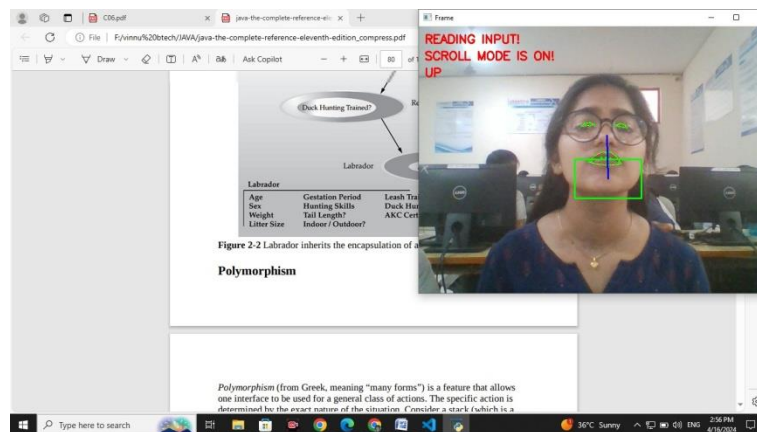 C06.pdf
java-the-complete-reference-ele
File F:/vinnu%20btech/JAVA/java-the-complete-reference-eleventh-edition_compress.pdf
Draw
Ask Copilot
80
Frame
READING INPUT!
SCROLL MODE IS ON!
UP
Duck Hunting Trained?
Labrador
Labrador
Age Gestation Period Leash Tra
Sex Hunting Skills Duck Hun
Weight Tail Length? AKC Cert
Litter Size Indoor / Outdoor?
Figure 2-2 Labrador inherits the encapsulation of a
Polymorphism
Polymorphism (from Greek, meaning “many forms”) is a feature that allows
one interface to be used for a general class of actions. The specific action is
determined by the exact nature of the situation. Consider a stack (which is a
Type here to search
36°C Sunny
ENG
2:56 PM
4/16/2024